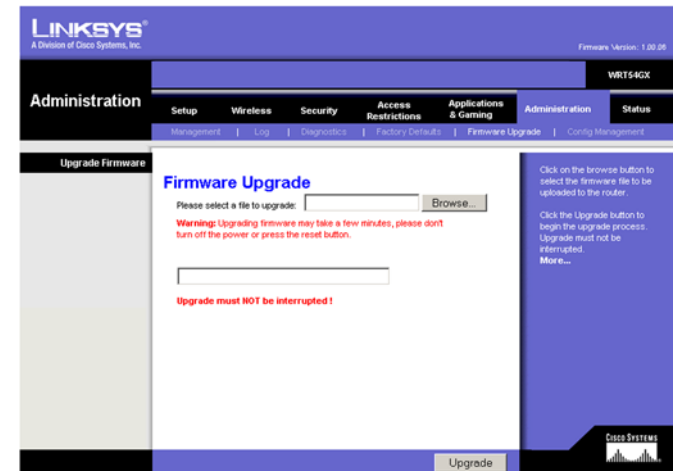 LINKSYS®
A Division of Cisco Systems, Inc.
Firmware Version: 1.00.06
WRT54GX
Administration
Setup Wireless Security Access Restrictions Applications & Gaming Administration Status
Management | Log | Diagnostics | Factory Defaults | Firmware Upgrade | Config Management
Upgrade Firmware
Firmware Upgrade
Please select a file to upgrade: Browse...
Warning: Upgrading firmware may take a few minutes, please don't
turn off the power or press the reset button.
Upgrade must NOT be interrupted !
Click on the browse button to
select the firmware file to be
uploaded to the
router.
Click the Upgrade button to
begin the upgrade process.
Upgrade must not be
interrupted.
More...
CISCO SYSTEMS
Upgrade